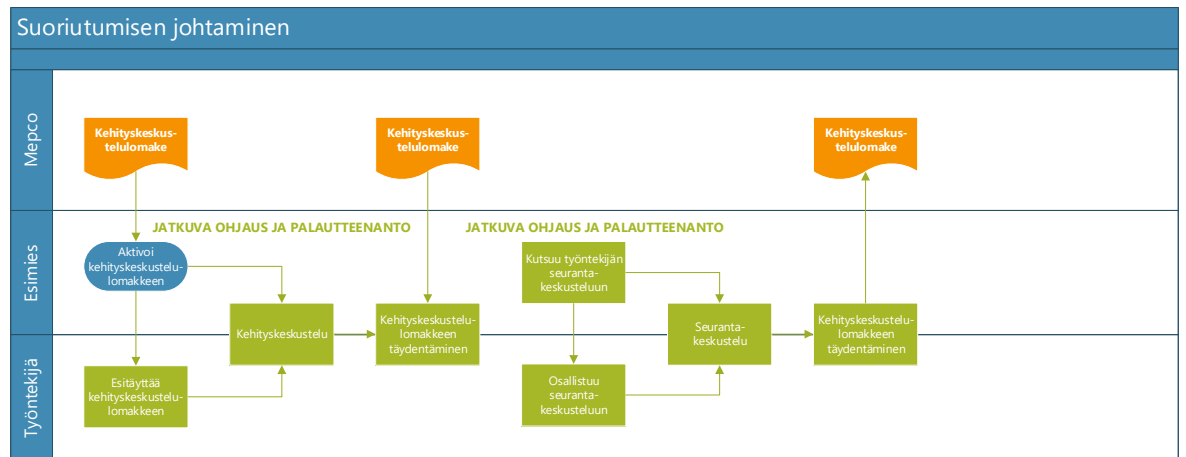 Suoriutumisen johtaminen
Mepco
Kehityskeskus-
telulomake
Kehityskeskus-
telulomake
Kehityskeskus-
telulomake
Esimies
JATKUVA OHJAUS JA PALAUTTEENANTO
JATKUVA OHJAUS JA PALAUTTEENANTO
Aktivoi
kehityskeskustelu-
lomakkeen
Kutsuu työntekijän
seuranta-
keskusteluun
Kehityskeskustelu
Kehityskeskustelu-
lomakkeen
täydentäminen
Seuranta-
keskustelu
Kehityskeskustelu-
lomakkeen
täydentäminen
Työntekijä
Esitäyttää
kehityskeskustelu-
lomakkeen
Osallistuu
seuranta-
keskusteluun